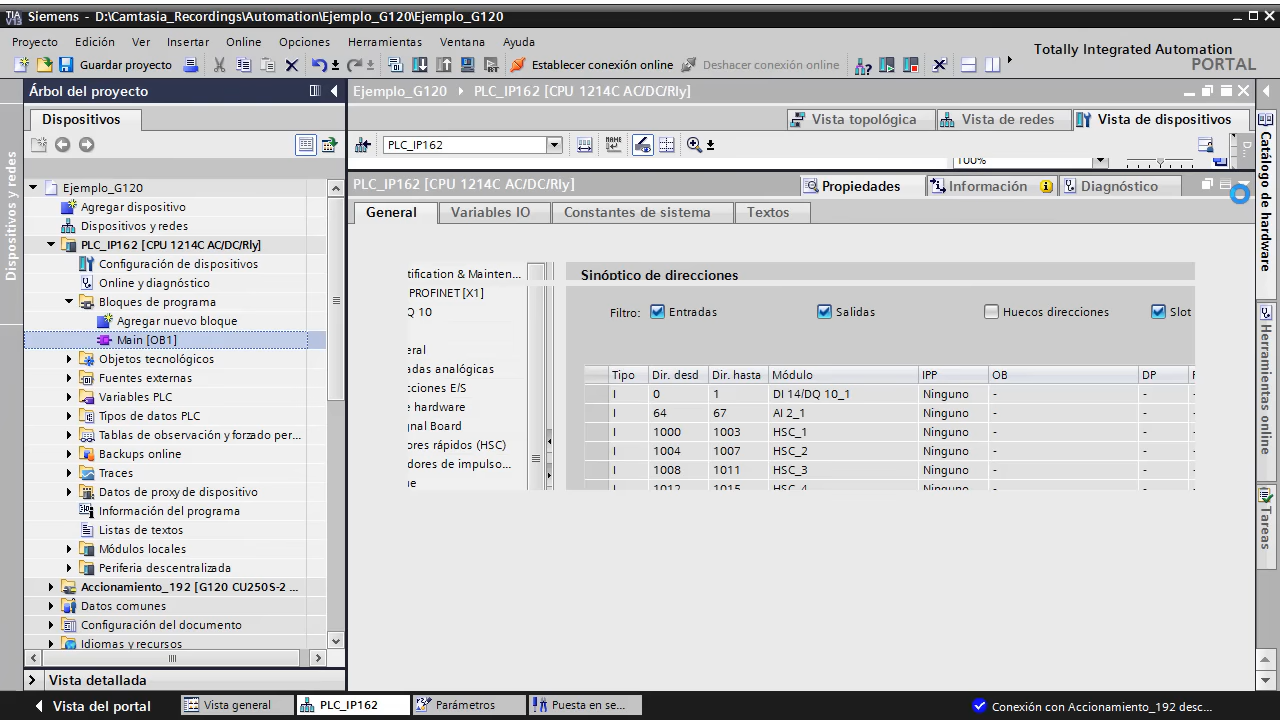 Siemens - D:\Camtasia_Recordings\Automation\Ejemplo_G120\Ejemplo_G120
Proyecto Edición Ver Insertar Online Opciones Herramientas Ventana Ayuda
Totally Integrated Automation
PORTAL
Guardar proyecto Establecer conexión online Deshacer conexión online
Árbol del proyecto
Ejemplo_G120 PLC_IP162 [CPU 1214C AC/DC/Rly]
Dispositivos
Vista topológica Vista de redes Vista de dispositivos
PLC_IP162
100%
PLC_IP162 [CPU 1214C AC/DC/Rly]
Propiedades Información Diagnóstico
General Variables IO Constantes de sistema Textos
Dispositivos y redes
Ejemplo_G120
Agregar dispositivo
Dispositivos y redes
PLC_IP162 [CPU 1214C AC/DC/Rly]
Configuración de dispositivos
Online y diagnóstico
Bloques de programa
Agregar nuevo bloque
Main [OB1]
Objetos tecnológicos
Fuentes externas
Variables PLC
Tipos de datos PLC
Tablas de observación y forzado per...
Backups online
Traces
Datos de proxy de dispositivo
Información del programa
Listas de textos
Módulos locales
Periferia descentralizada
Accionamiento_192 [G120 CU250S-2 ...
Datos comunes
Configuración del documento
Idiomas y recursos
Vista detallada
tification & Mainten...
PROFINET [X1]
Q 10
eral
adas analógicas
cciones E/S
e hardware
gnal Board
ores rápidos (HSC)
dores de impulso...
Sinóptico de direcciones
Filtro: Entradas Salidas Huecos direcciones Slot
Tipo Dir. desd Dir. hasta Módulo IPP OB DP
I 0 1 DI 14/DQ 10_1 Ninguno - -
I 64 67 AI 2_1 Ninguno - -
I 1000 1003 HSC_1 Ninguno - -
I 1004 1007 HSC_2 Ninguno - -
I 1008 1011 HSC_3 Ninguno - -
I 1012 1015 HSC_4 Ninguno - -
Catálogo de hardware
Herramientas online
Tareas
Vista del portal Vista general PLC_IP162 Parámetros Puesta en se... Conexión con Accionamiento_192 desc...